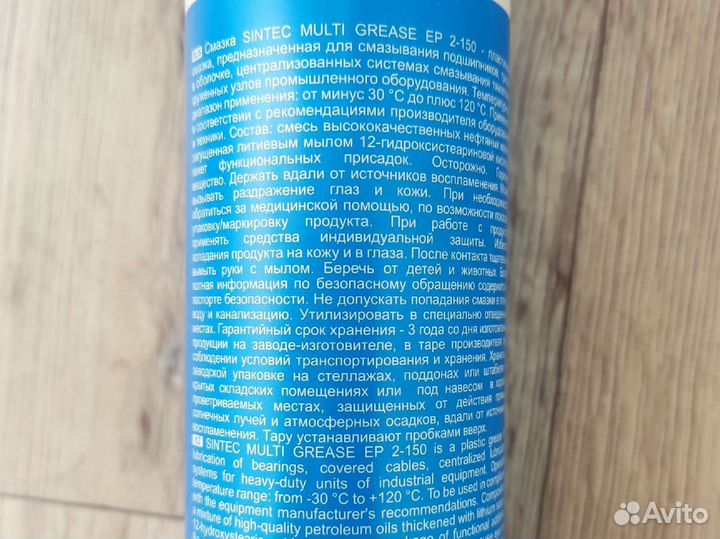 RU Смазка SINTEC MULTI GREASE EP 2-150 -
смазка, предназначенная для смазывания подшипников,
в оболочке, централизованных системах смазывания
узлов промышленного оборудования.
диапазон применения: от минус 30 °С до плюс 120 °С.
в соответствии с рекомендациями производителя
и техники. Состав: смесь высококачественных нефтяных
загущенная литиевым мылом 12-гидроксистеариновой
пакет функциональных присадок. Осторожно.
вещество. Держать вдали от источников воспламенения.
вызывать раздражение глаз и кожи. При
обратиться за медицинской помощью, по возможности
упаковку/маркировку продукта. При работе с
применять средства индивидуальной защиты.
попадания продукта на кожу и в глаза. После контакта
вымыть руки с мылом. Беречь от детей и животных.
полная информация по безопасному обращению
паспорте безопасности. Не допускать попадания смазки в
воду и канализацию. Утилизировать в специально
местах. Гарантийный срок хранения - 3 года со дня
продукции на заводе-изготовителе, в таре производителя
соблюдении условий транспортирования и хранения.
заводской упаковке на стеллажах, поддонах или
крытых складских помещениях или под навесом в
проветриваемых местах, защищенных от действия
солнечных лучей и атмосферных осадков, вдали от
воспламенения. Тару устанавливают пробками вверх.
SINTEC MULTI GREASE EP 2-150 is a plastic grease
lubrication of bearings, covered cables, centralized
systems for heavy-duty units of industrial equipment.
temperature range: from -30 °C to +120 °C. To be used in
with the equipment manufacturer's recommendations.
a mixture of high-quality petroleum oils thickened with lithium
of functional
Avito